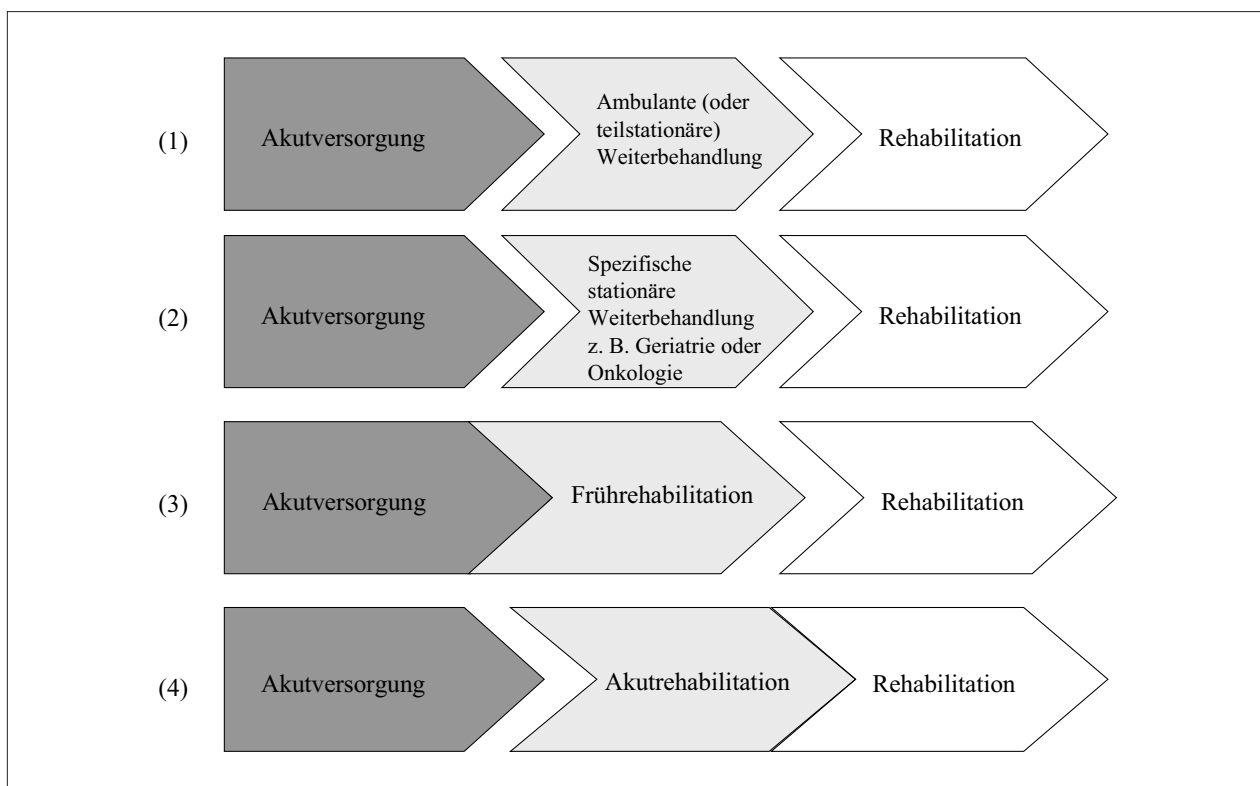 (1)
Akutversorgung
Ambulante (oder
teilstationäre)
Weiterbehandlung
Rehabilitation
(2)
Akutversorgung
Spezifische
stationäre
Weiterbehandlung
z. B. Geriatrie oder
Onkologie
Rehabilitation
(3)
Akutversorgung
Frührehabilitation
Rehabilitation
(4)
Akutversorgung
Akutrehabilitation
Rehabilitation